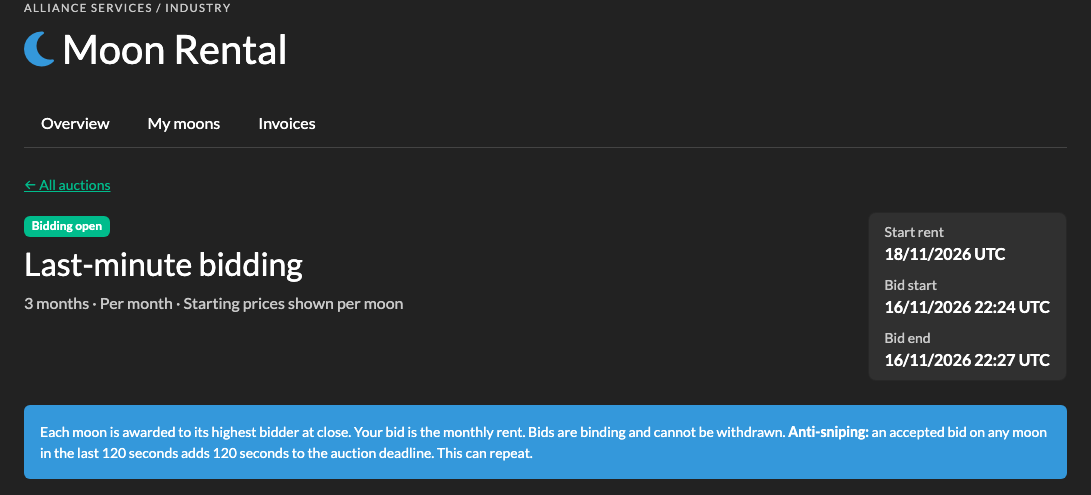 ALLIANCE SERVICES / INDUSTRY
Moon Rental
Overview
My moons
Invoices
← All auctions
Bidding open
Last-minute bidding
3 months · Per month · Starting prices shown per moon
Start rent
18/11/2026 UTC
Bid start
16/11/2026 22:24 UTC
Bid end
16/11/2026 22:27 UTC
Each moon is awarded to its highest bidder at close. Your bid is the monthly rent. Bids are binding and cannot be withdrawn. Anti-sniping: an accepted bid on any moon
in the last 120 seconds adds 120 seconds to the auction deadline. This can repeat.